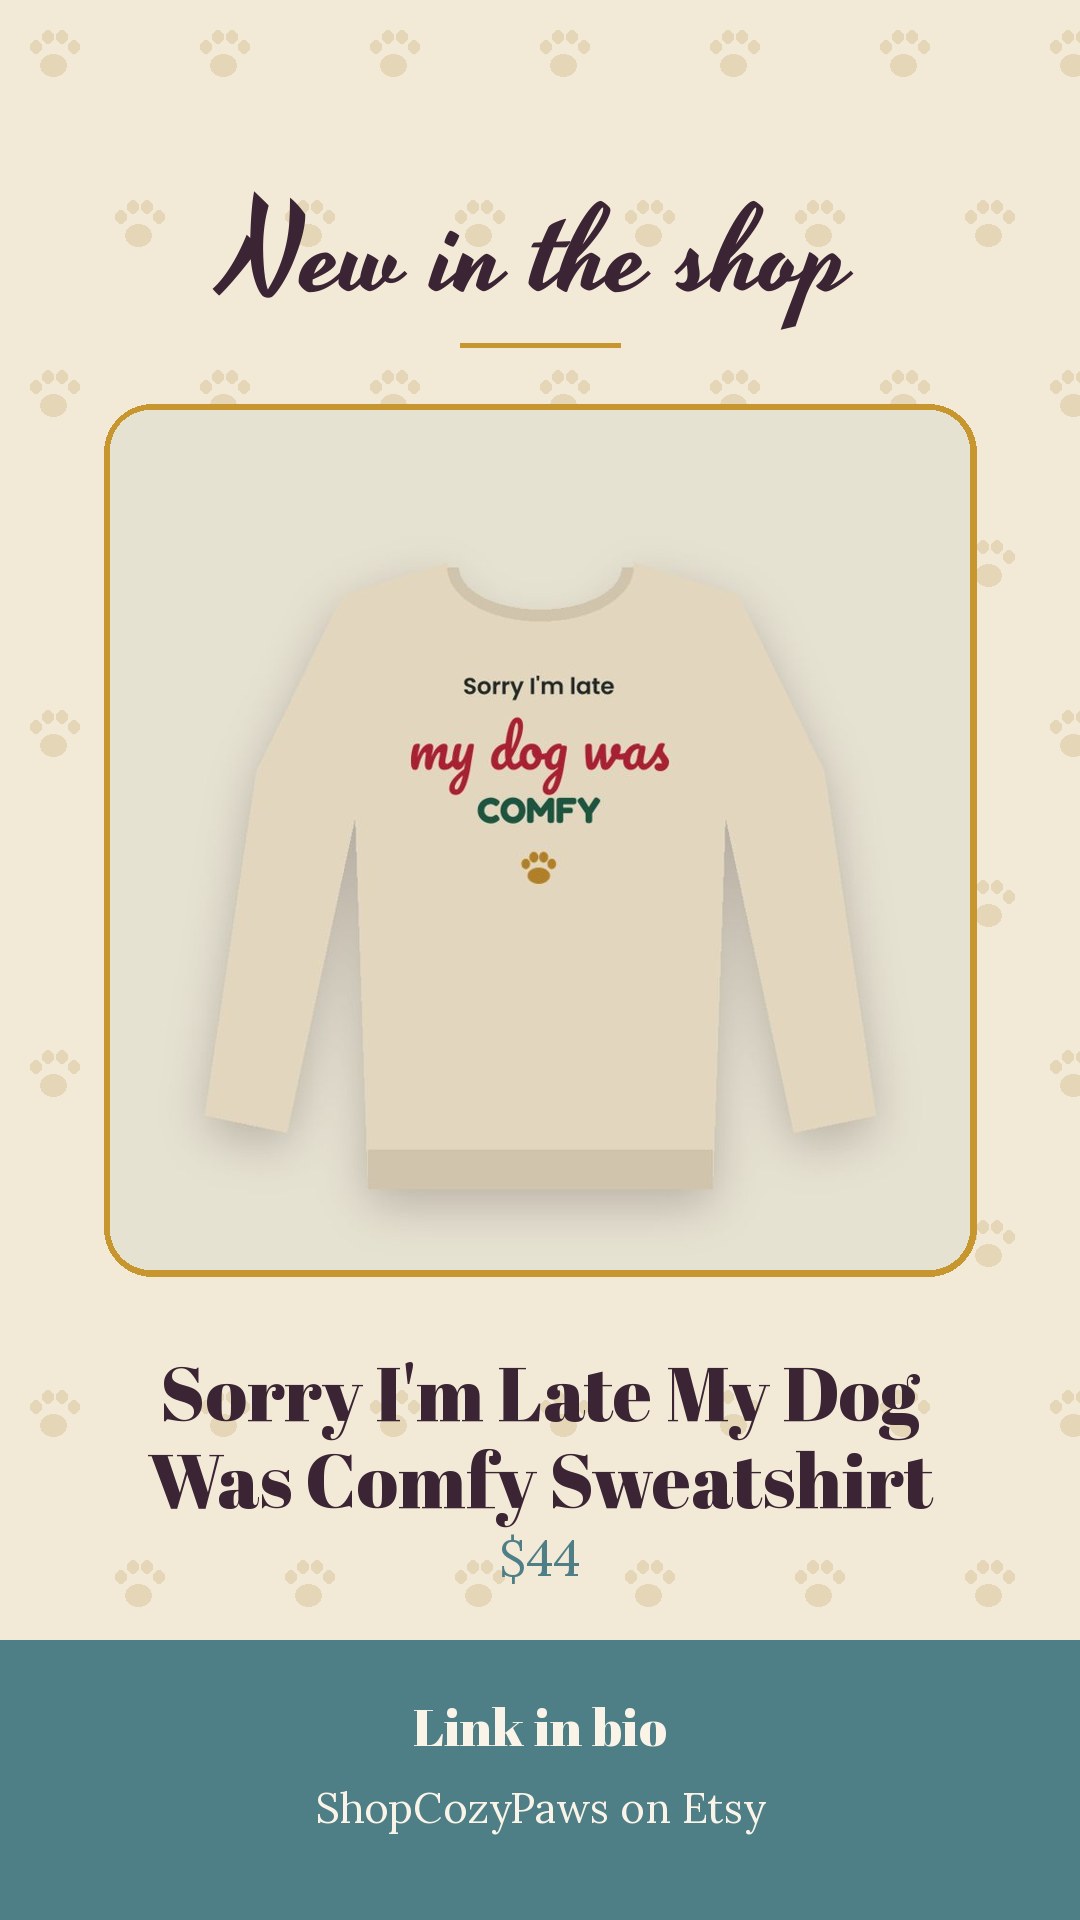 New in the shop
Sorry I'm late
my dog was
COMFY
Sorry I'm Late My Dog
Was Comfy Sweatshirt
$44
Link in bio
ShopCozyPaws on Etsy